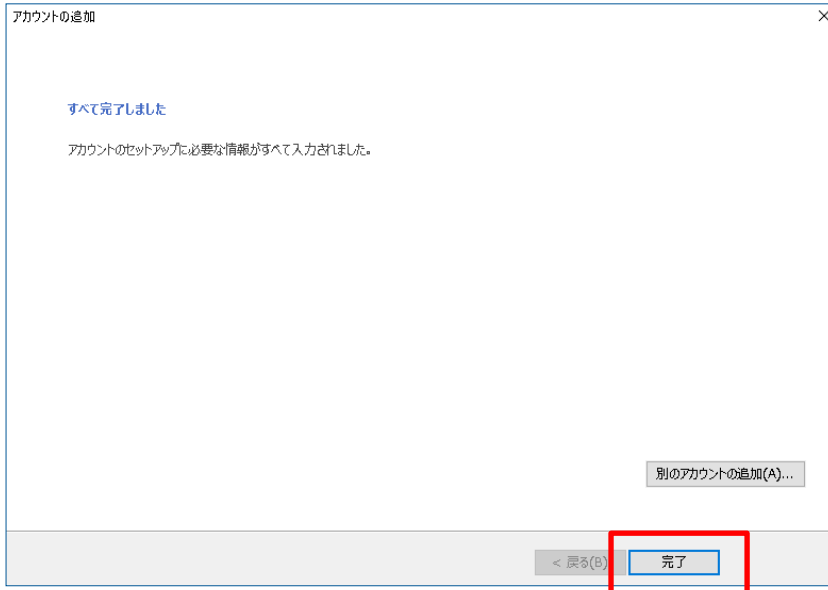 アカウントの追加
すべて完了しました
アカウントのセットアップに必要な情報がすべて入力されました。
別のアカウントの追加(A)...
< 戻る(B)
完了